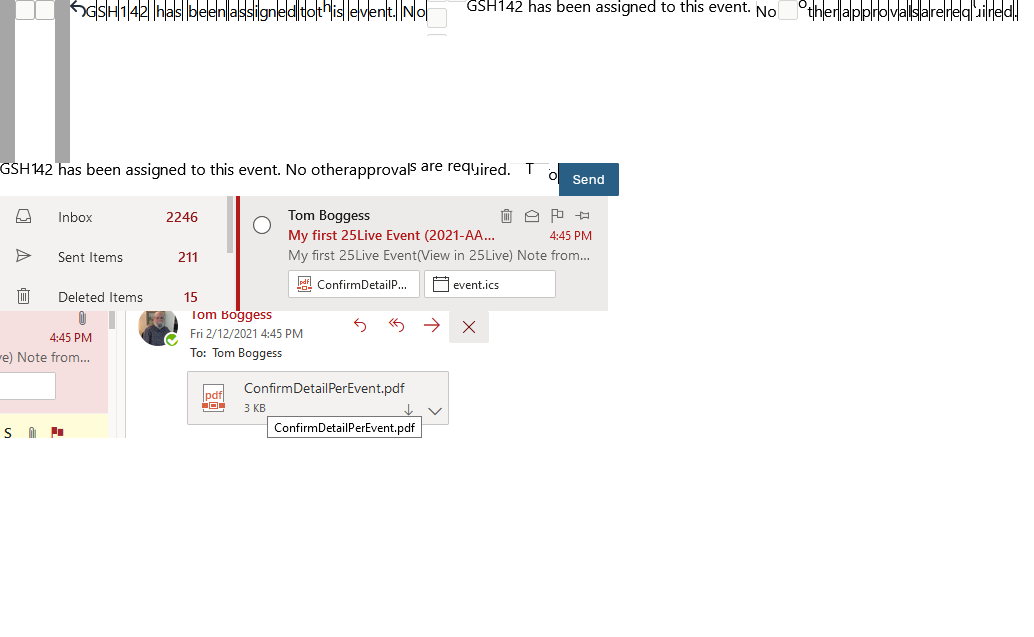 GSH142 has been assigned to this event. No
GSH142 has been assigned to this event. No other approvals are required.
GSH142 has been assigned to this event. No otherapprovals are required. T
Send
Inbox 2246
Sent Items 211
Deleted Items 15
Tom Boggess
My first 25Live Event (2021-AA... 4:45 PM
My first 25Live Event(View in 25Live) Note from...
pdf ConfirmDetailP...
event.ics
4:45 PM
e) Note from...
S
Tom Boggess
Fri 2/12/2021 4:45 PM
To: Tom Boggess
pdf ConfirmDetailPerEvent.pdf
3 KB
ConfirmDetailPerEvent.pdf